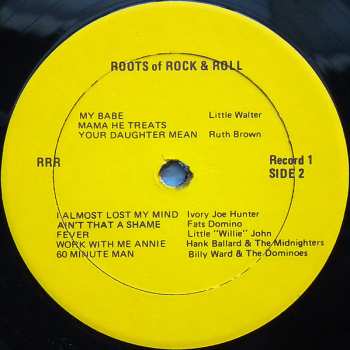 ROOTS of ROCK & ROLL
MY BABE Little Walter
MAMA HE TREATS
YOUR DAUGHTER MEAN Ruth Brown
RRR Record 1
SIDE 2
I ALMOST LOST MY MIND Ivory Joe Hunter
AIN'T THAT A SHAME Fats Domino
FEVER Little "Willie" John
WORK WITH ME ANNIE Hank Ballard & The Midnighters
60 MINUTE MAN Billy Ward & The Dominoes